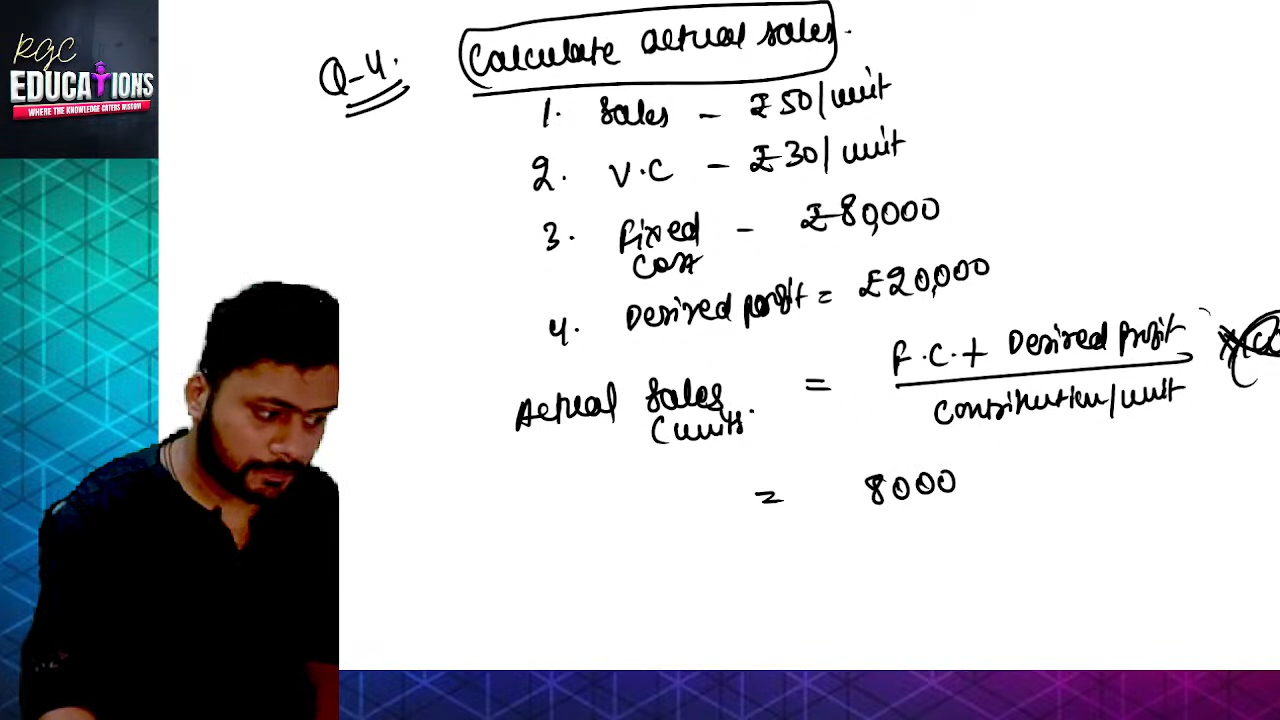 RGC
EDUCATIONS
WHERE THE KNOWLEDGE CATERS WISDOM
Q-4. Calculate actual sales.
1. Sales - ₹50/unit
2. V.C - ₹30/unit
3. Fixed Cost - ₹80,000
4. Desired profit = ₹20,000
Actual Sales (units) = F.C. + Desired Profit
Contribution/unit
= 8000